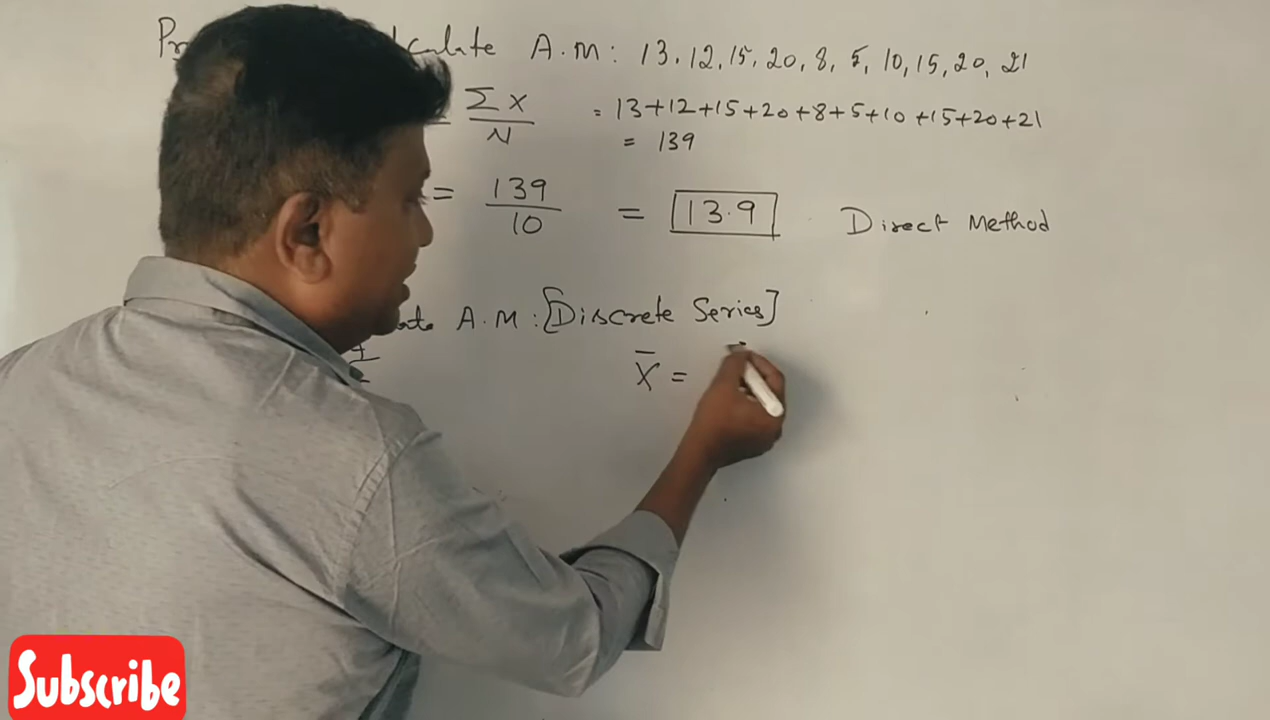 A.M: 13, 12, 15, 20, 8, 5, 10, 15, 20, 21
Σx
N
= 13+12+15+20+8+5+10+15+20+21
= 139
= 139
10
= 13.9 Direct Method
A.M: [Discrete Series]
X̄ =
Subscribe